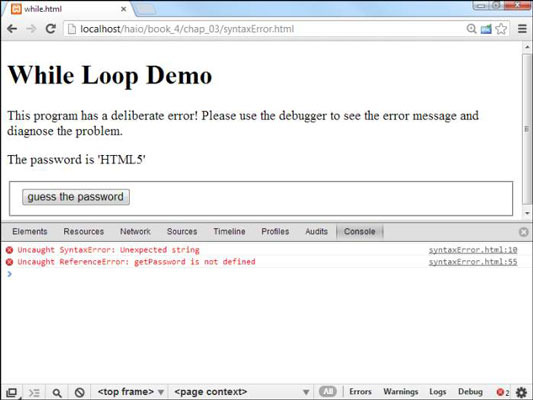 while.html
localhost/haio/book_4/chap_03/syntaxError.html
While Loop Demo
This program has a deliberate error! Please use the debugger to see the error message and
diagnose the problem.
The password is 'HTML5'
guess the password
Elements Resources Network Sources Timeline Profiles Audits Console
Uncaught SyntaxError: Unexpected string syntaxError.html:10
Uncaught ReferenceError: getPassword is not defined syntaxError.html:55
<top frame> ▼ <page context> ▼ All Errors Warnings Logs Debug 2